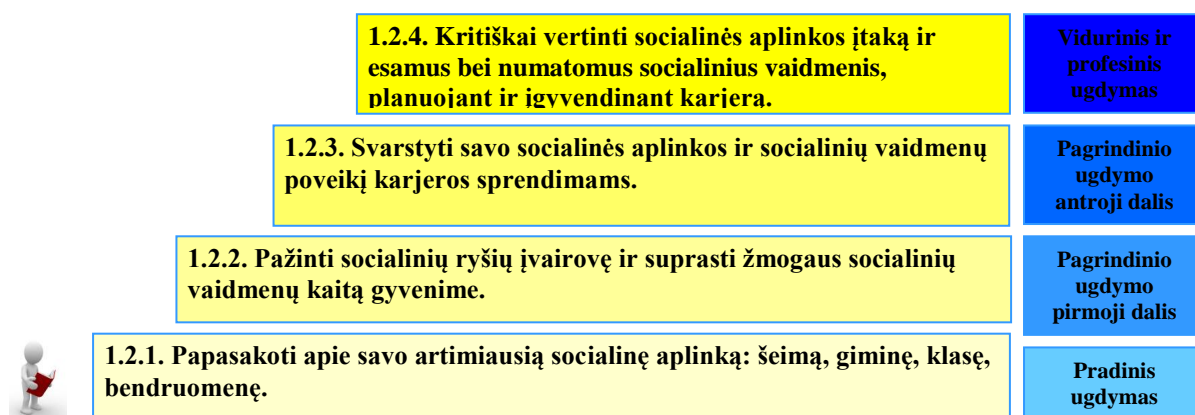 1.2.4. Kritiškai vertinti socialinės aplinkos įtaką ir
esamus bei numatomus socialinius vaidmenis,
planuojant ir įgyvendinant karjerą.
Vidurinis ir
profesinis
ugdymas
1.2.3. Svarstyti savo socialinės aplinkos ir socialinių vaidmenų
poveikį karjeros sprendimams.
Pagrindinio
ugdymo
antroji dalis
1.2.2. Pažinti socialinių ryšių įvairovę ir suprasti žmogaus socialinių
vaidmenų kaitą gyvenime.
Pagrindinio
ugdymo
pirmoji dalis
1.2.1. Papasakoti apie savo artimiausią socialinę aplinką: šeimą, giminę, klasę,
bendruomenę.
Pradinis
ugdymas